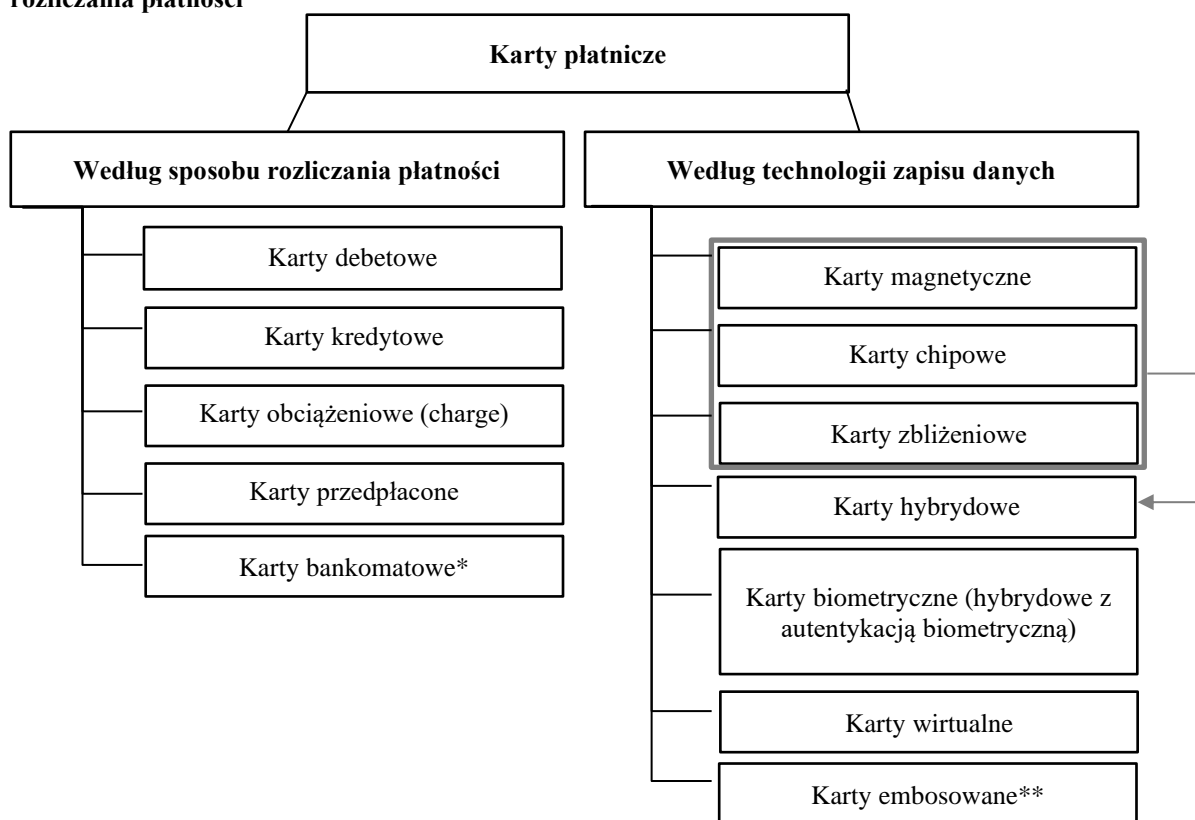 rozliczania płatności
Karty płatnicze
Według sposobu rozliczania płatności
Karty debetowe
Karty kredytowe
Karty obciążeniowe (charge)
Karty przedpłacone
Karty bankomatowe*
Według technologii zapisu danych
Karty magnetyczne
Karty chipowe
Karty zbliżeniowe
Karty hybrydowe
Karty biometryczne (hybrydowe z
autentykacją biometryczną)
Karty wirtualne
Karty embosowane**